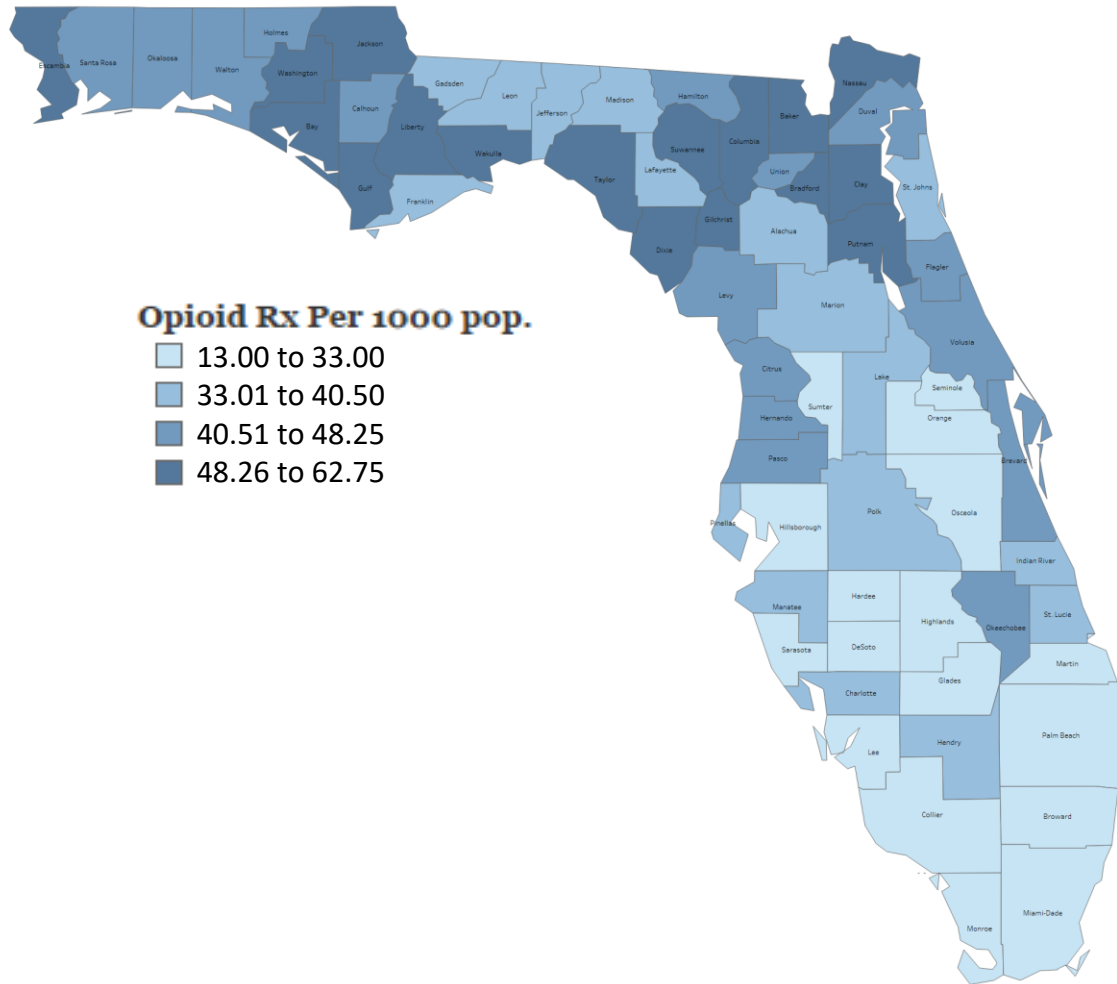 Holmes
Jackson
Escambia
Santa Rosa
Okaloosa
Walton
Washington
Gadsden
Leon
Jefferson
Madison
Hamilton
Nassau
Baker
Duval
Calhoun
Bay
Liberty
Wakulla
Suwannee
Columbia
Gulf
Franklin
Taylor
Lafayette
Union
Bradford
Clay
St. Johns
Gilchrist
Alachua
Putnam
Dixie
Levy
Marion
Flagler
Volusia
Opioid Rx Per 1000 pop.
13.00 to 33.00
33.01 to 40.50
40.51 to 48.25
48.26 to 62.75
Citrus
Sumter
Lake
Seminole
Hernando
Orange
Pasco
Brevard
Pinellas
Hillsborough
Polk
Osceola
Indian River
Manatee
Hardee
Highlands
Okeechobee
St. Lucie
Sarasota
DeSoto
Martin
Charlotte
Glades
Lee
Hendry
Palm Beach
Collier
Broward
Monroe
Miami-Dade